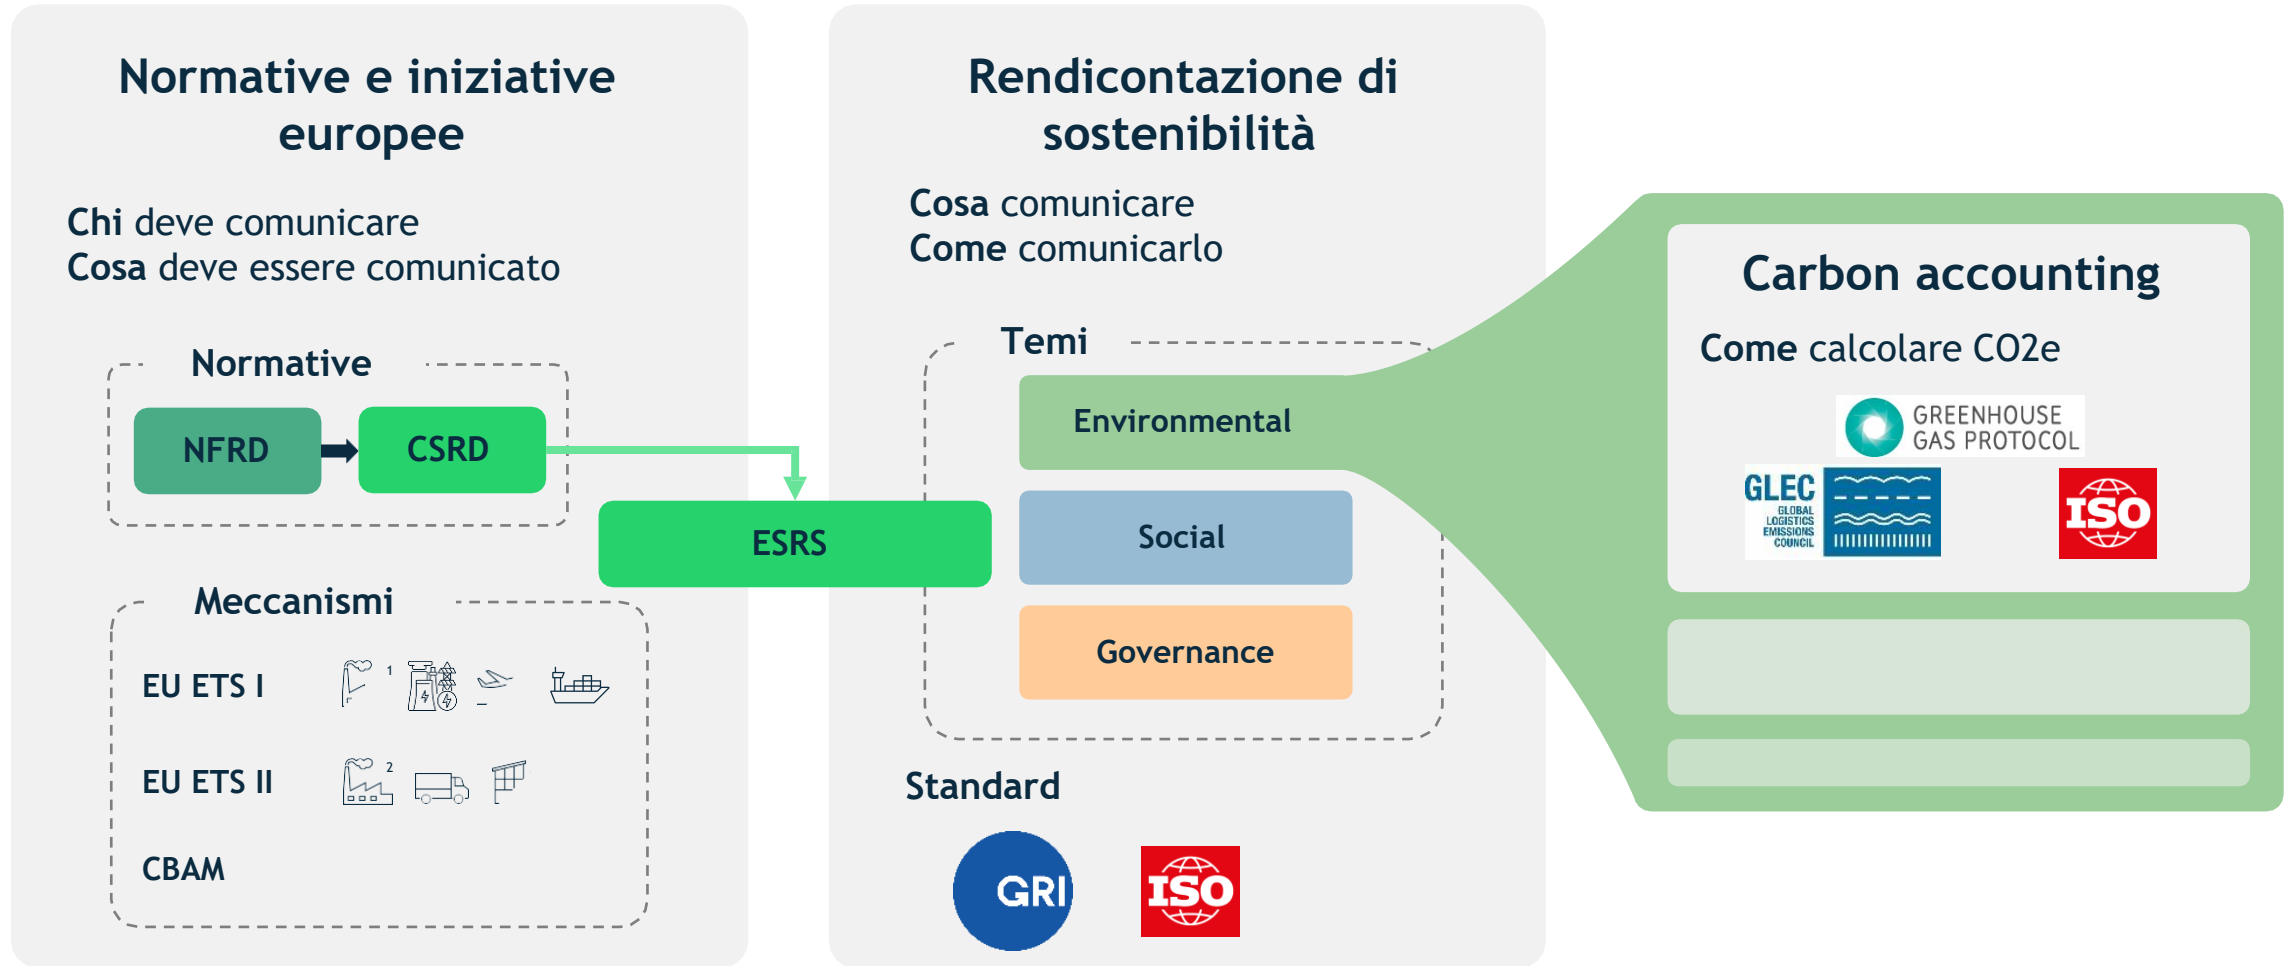 Normative e iniziative
europee
Chi deve comunicare
Cosa deve essere comunicato
Normative
NFRD
CSRD
ESRS
Meccanismi
EU ETS I
1
EU ETS II
2
CBAM
Rendicontazione di
sostenibilità
Cosa comunicare
Come comunicarlo
Temi
Environmental
Social
Governance
Standard
GRI
ISO
Carbon accounting
Come calcolare CO2e
GREENHOUSE
GAS PROTOCOL
GLEC
GLOBAL
LOGISTICS
EMISSIONS
COUNCIL
ISO